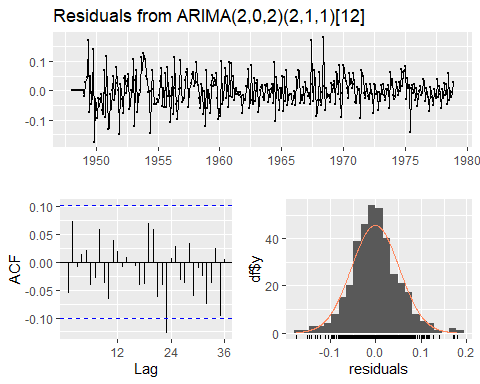 Residuals from ARIMA(2,0,2)(2,1,1)[12]
0.1
0.0
-0.1
1950 1955 1960 1965 1970 1975 1980
ACF
0.10
0.05
0.00
-0.05
-0.10
12 24 36
Lag
df$y
40
20
0
-0.1 0.0 0.1 0.2
residuals